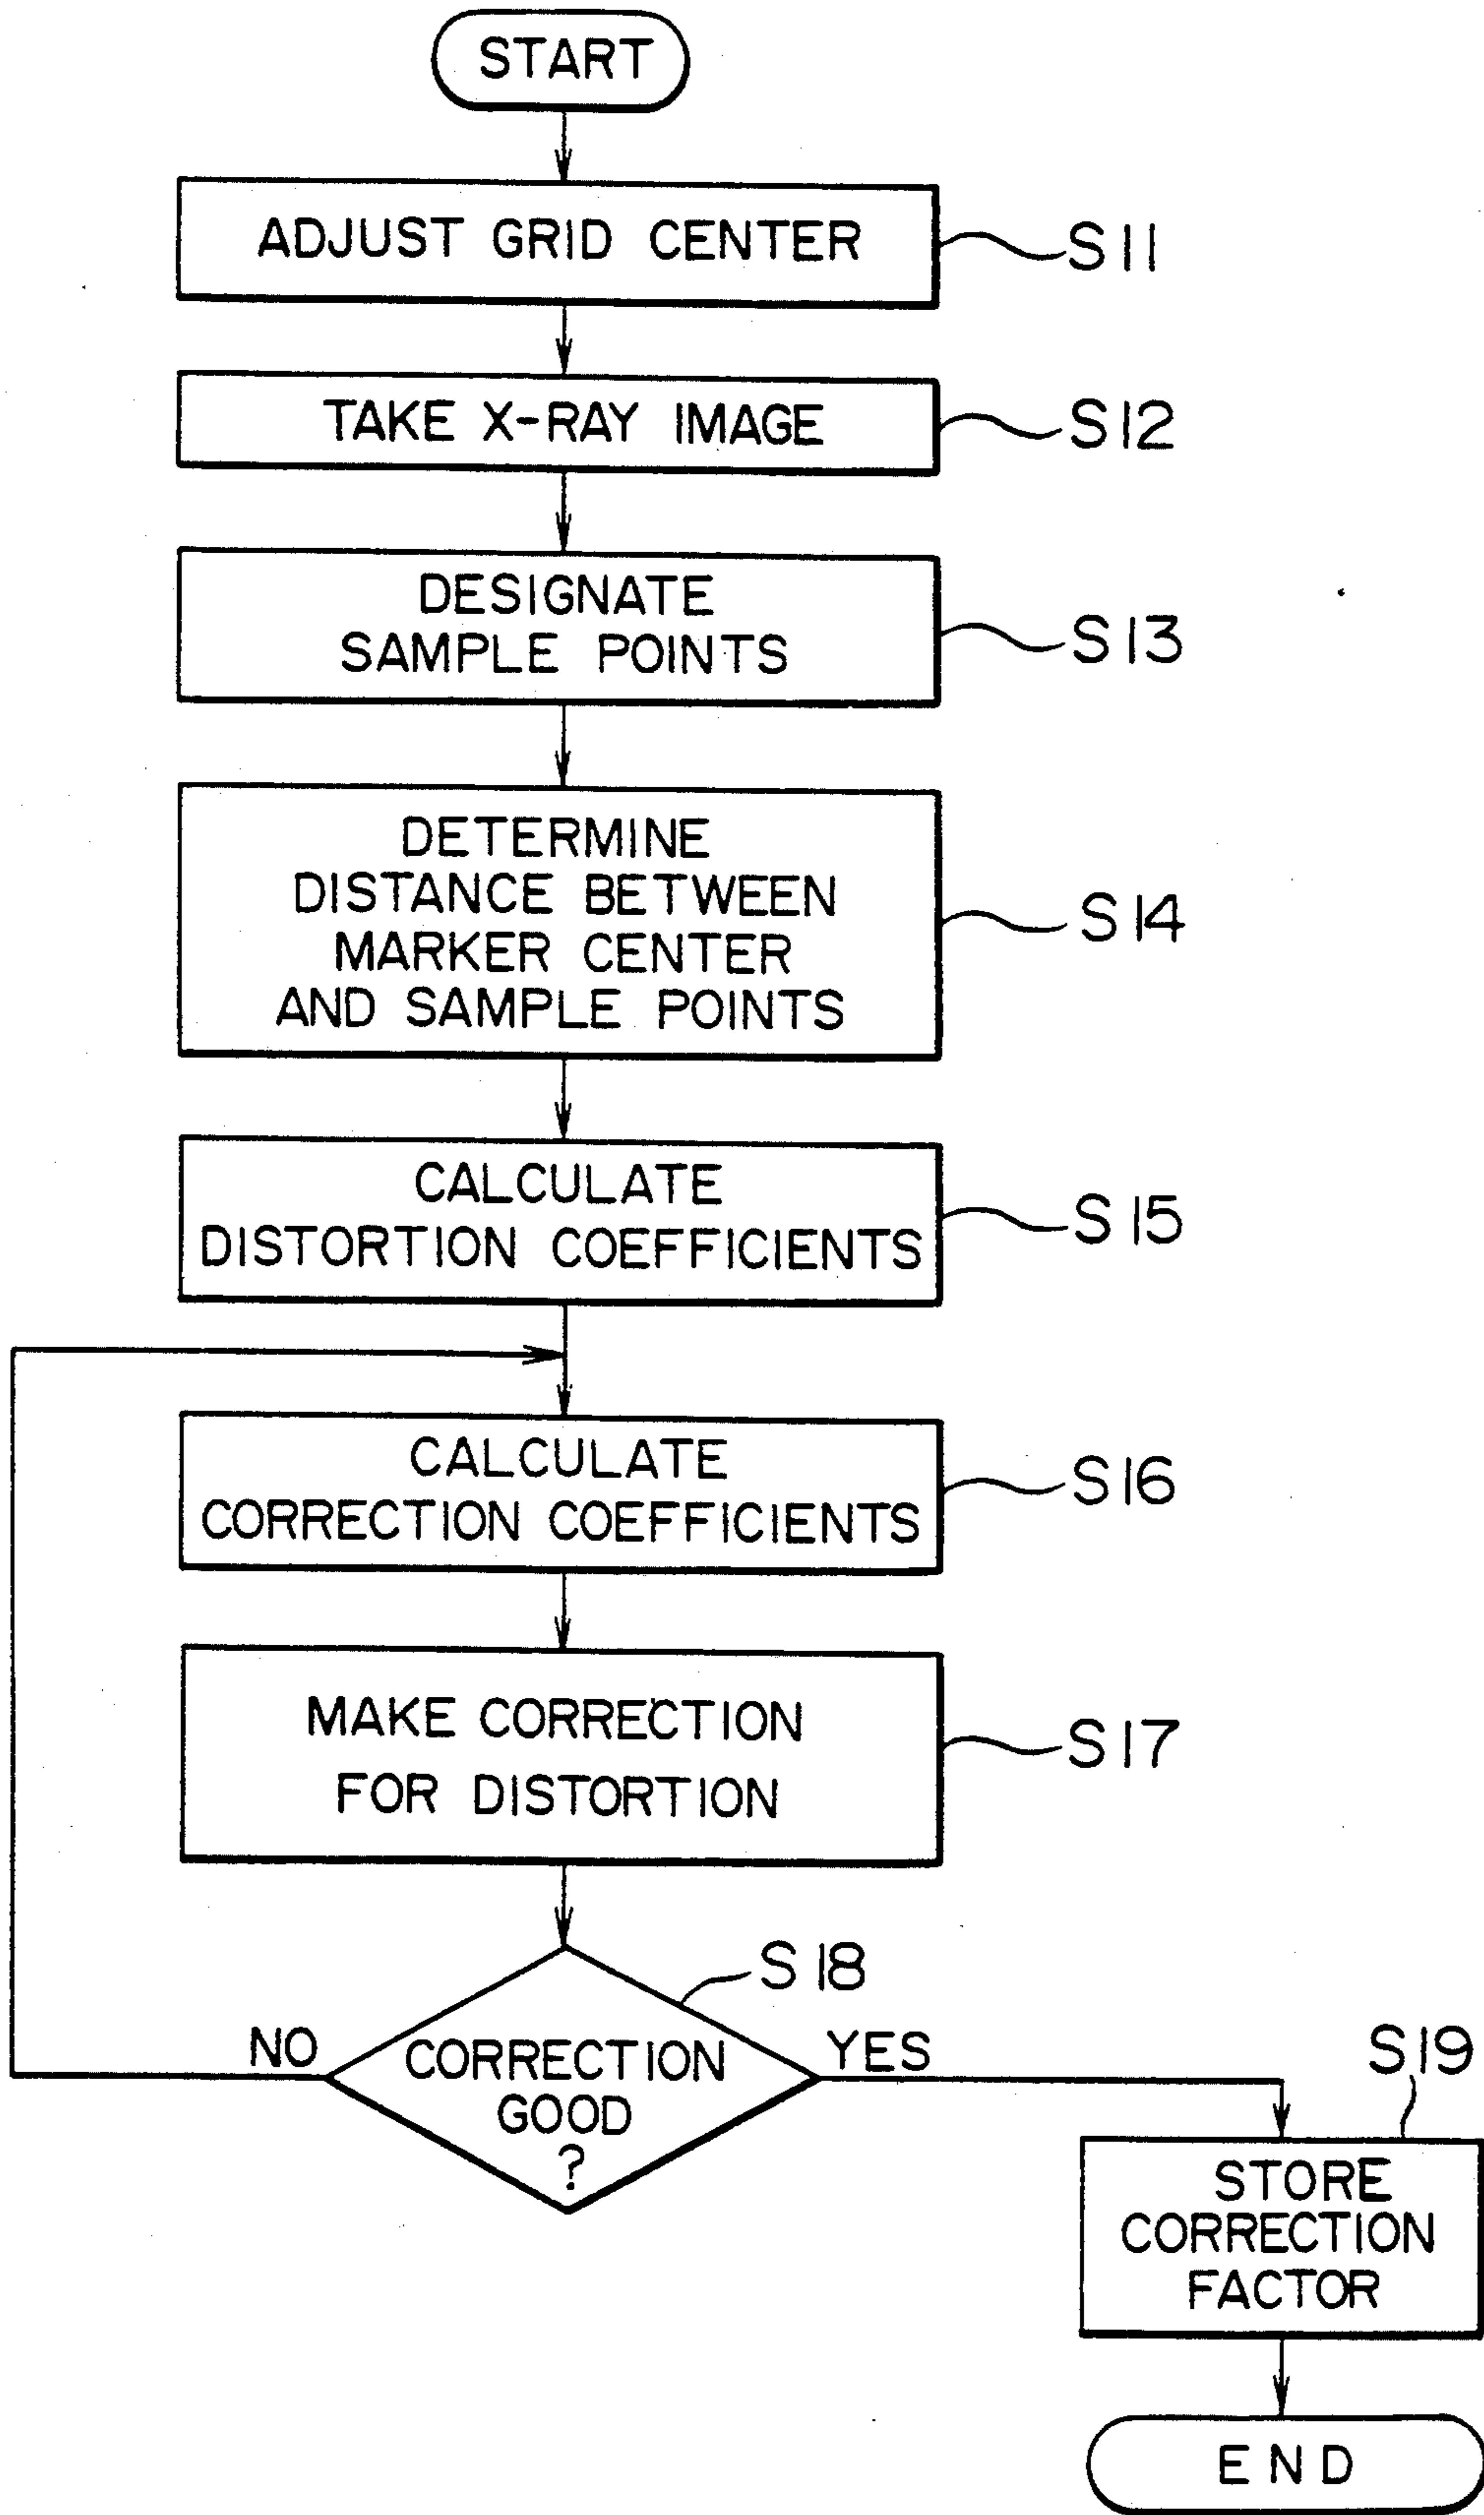 START
ADJUST GRID CENTER
S11
TAKE X-RAY IMAGE
S12
DESIGNATE
SAMPLE POINTS
S13
DETERMINE
DISTANCE BETWEEN
MARKER CENTER
AND SAMPLE POINTS
S14
CALCULATE
DISTORTION COEFFICIENTS
S15
CALCULATE
CORRECTION COEFFICIENTS
S16
MAKE CORRECTION
FOR DISTORTION
S17
S18
NO
CORRECTION
GOOD
?
YES
S19
STORE
CORRECTION
FACTOR
END